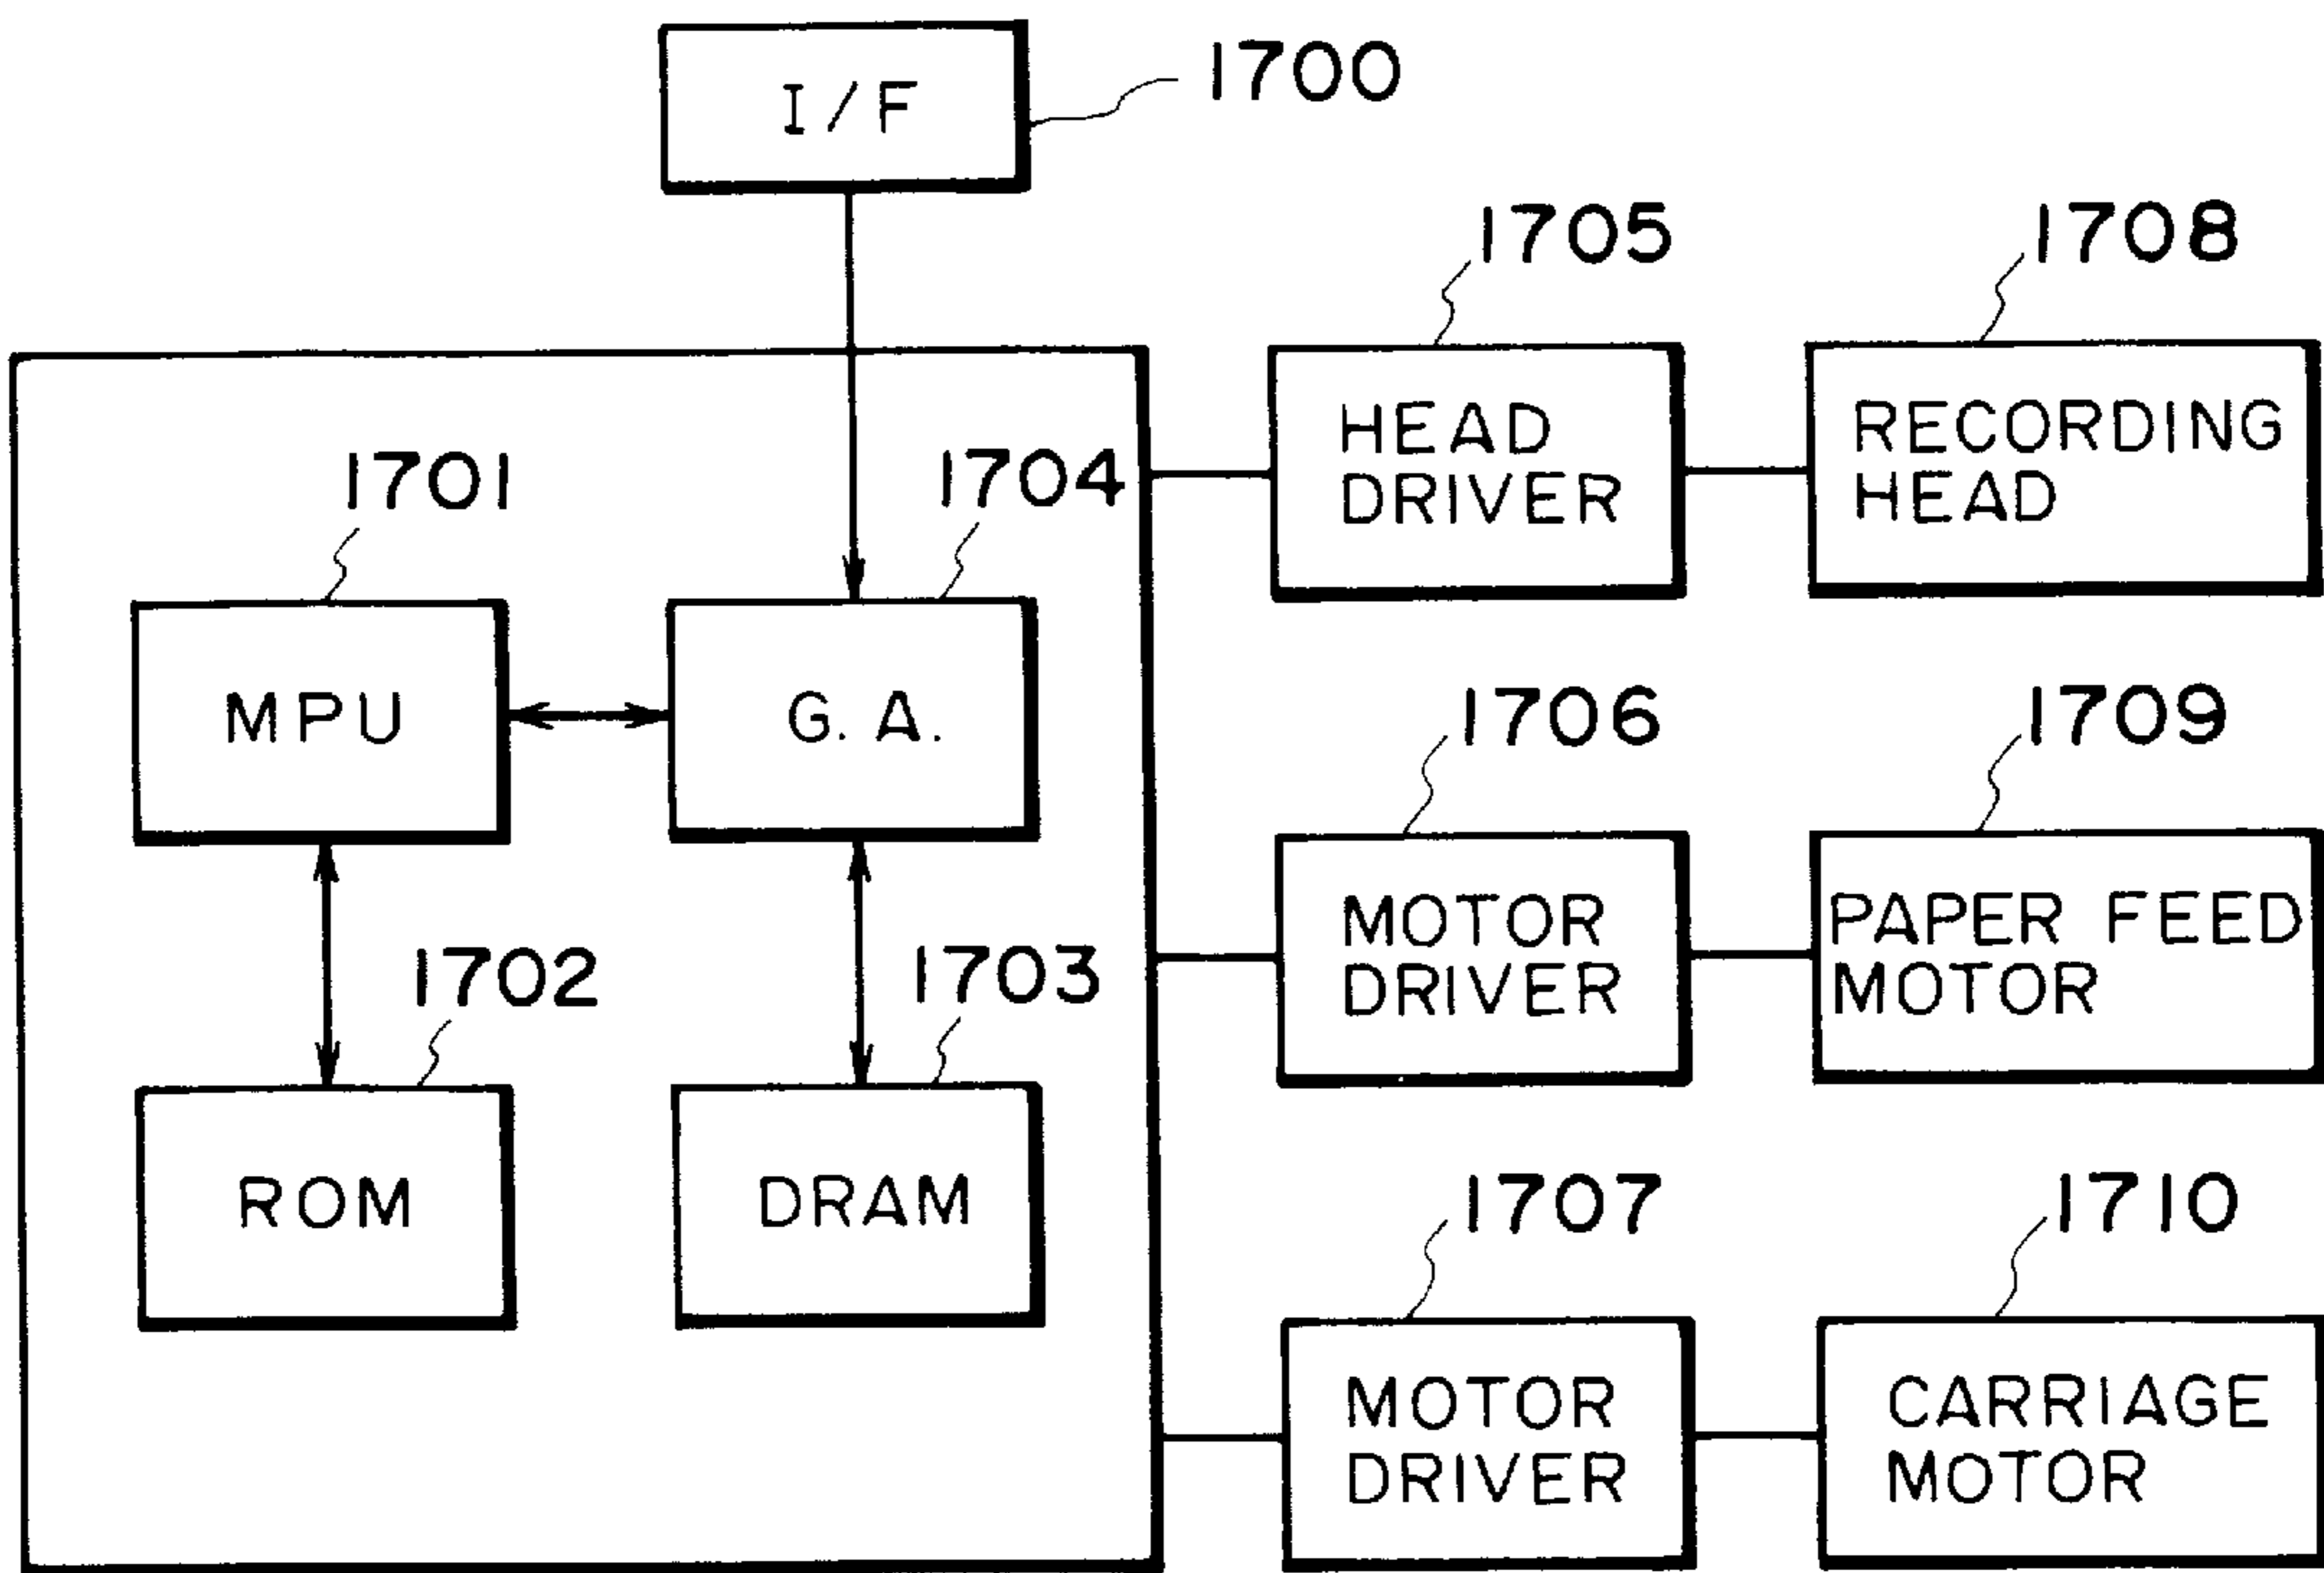 I/F
1700
1705
1708
HEAD
DRIVER
RECORDING
HEAD
1701
1704
MPU
G. A.
1706
1709
MOTOR
DRIVER
PAPER FEED
MOTOR
1702
1703
ROM
DRAM
1707
1710
MOTOR
DRIVER
CARRIAGE
MOTOR